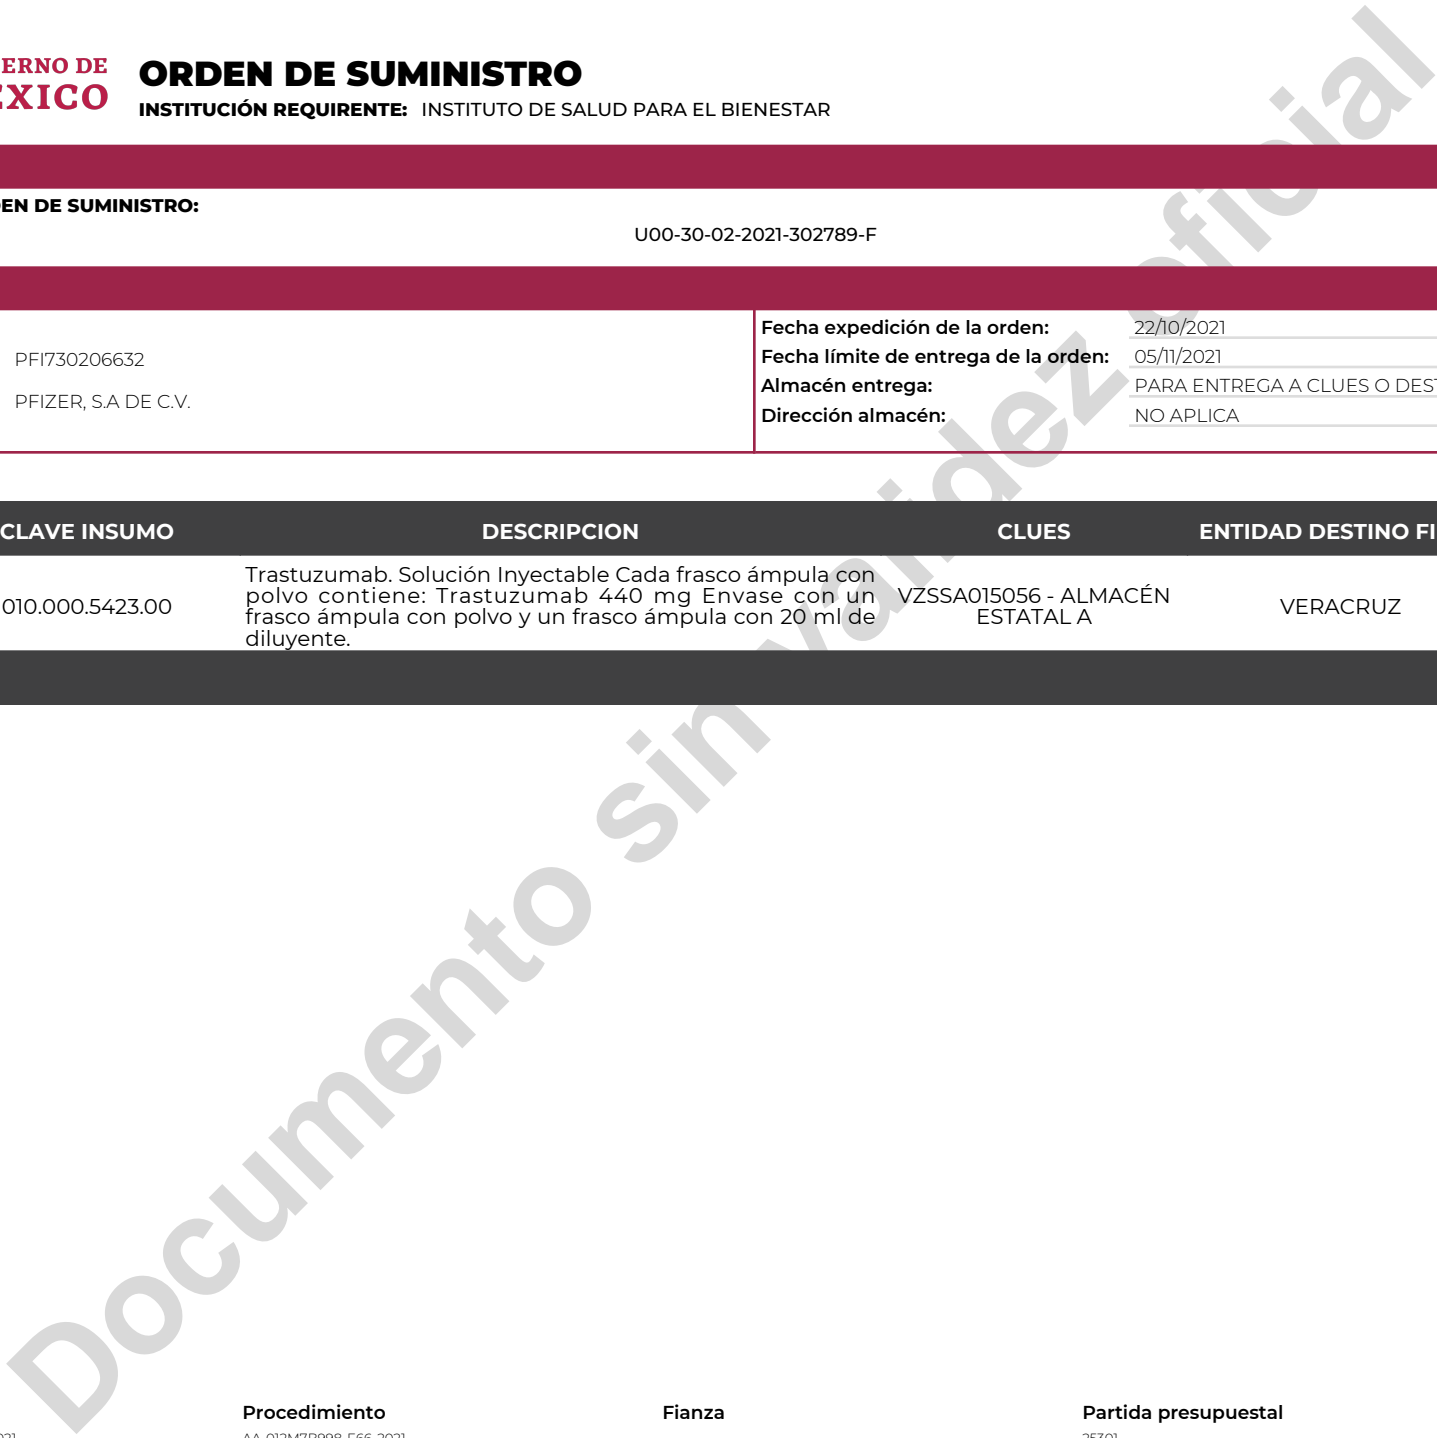 ERNO DE
EXICO
ORDEN DE SUMINISTRO
INSTITUCIÓN REQUIRENTE: INSTITUTO DE SALUD PARA EL BIENESTAR
EN DE SUMINISTRO:
U00-30-02-2021-302789-F
PFI730206632
PFIZER, S.A DE C.V.
Fecha expedición de la orden: 22/10/2021
Fecha límite de entrega de la orden: 05/11/2021
Almacén entrega: PARA ENTREGA A CLUES O DEST
Dirección almacén: NO APLICA
CLAVE INSUMO DESCRIPCION CLUES ENTIDAD DESTINO FI
010.000.5423.00
Trastuzumab. Solución Inyectable Cada frasco ámpula con
polvo contiene: Trastuzumab 440 mg Envase con un
frasco ámpula con polvo y un frasco ámpula con 20 ml de
diluyente.
VZSSA015056 - ALMACÉN
ESTATAL A
VERACRUZ
Documento sin validez oficial
Procedimiento Fianza Partida presupuestal